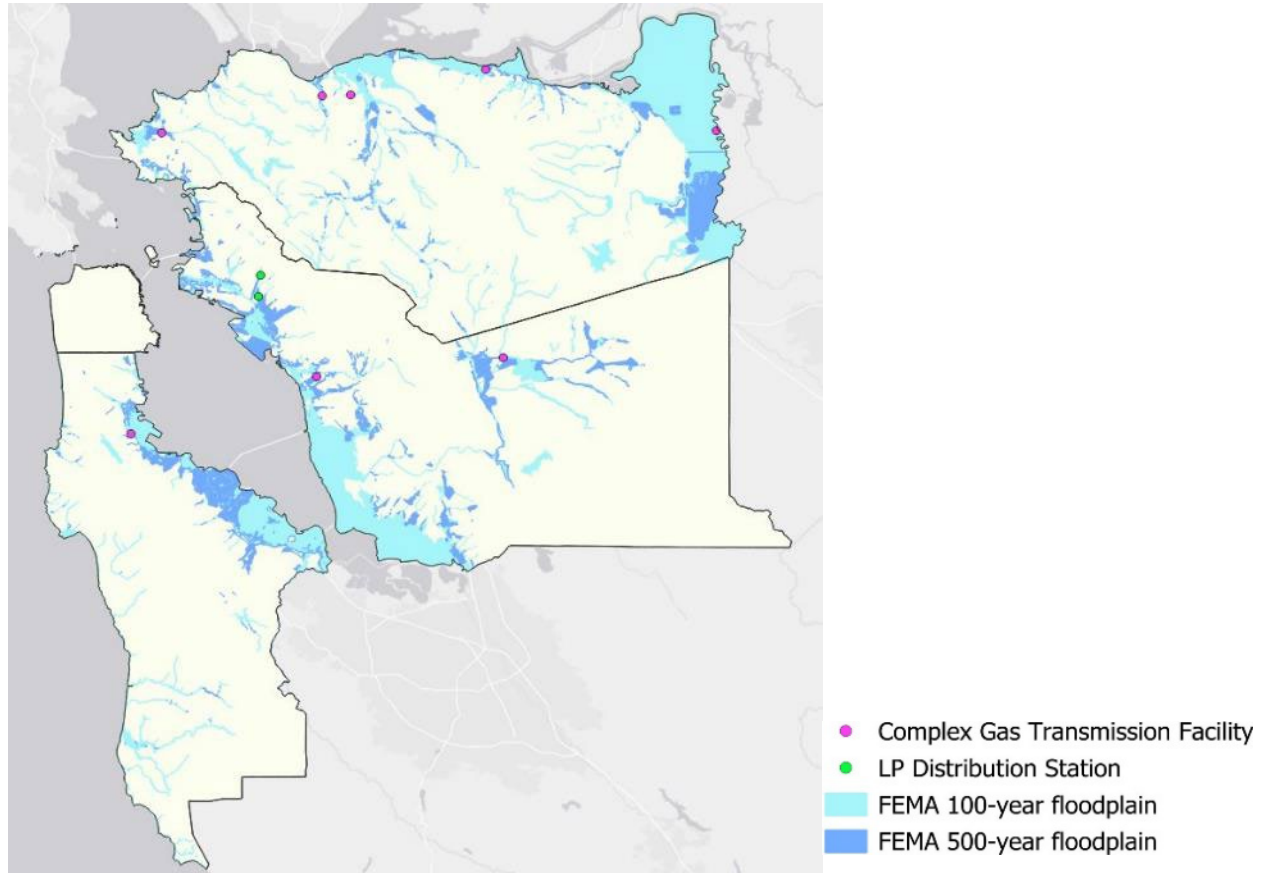 Complex Gas Transmission Facility
LP Distribution Station
FEMA 100-year floodplain
FEMA 500-year floodplain